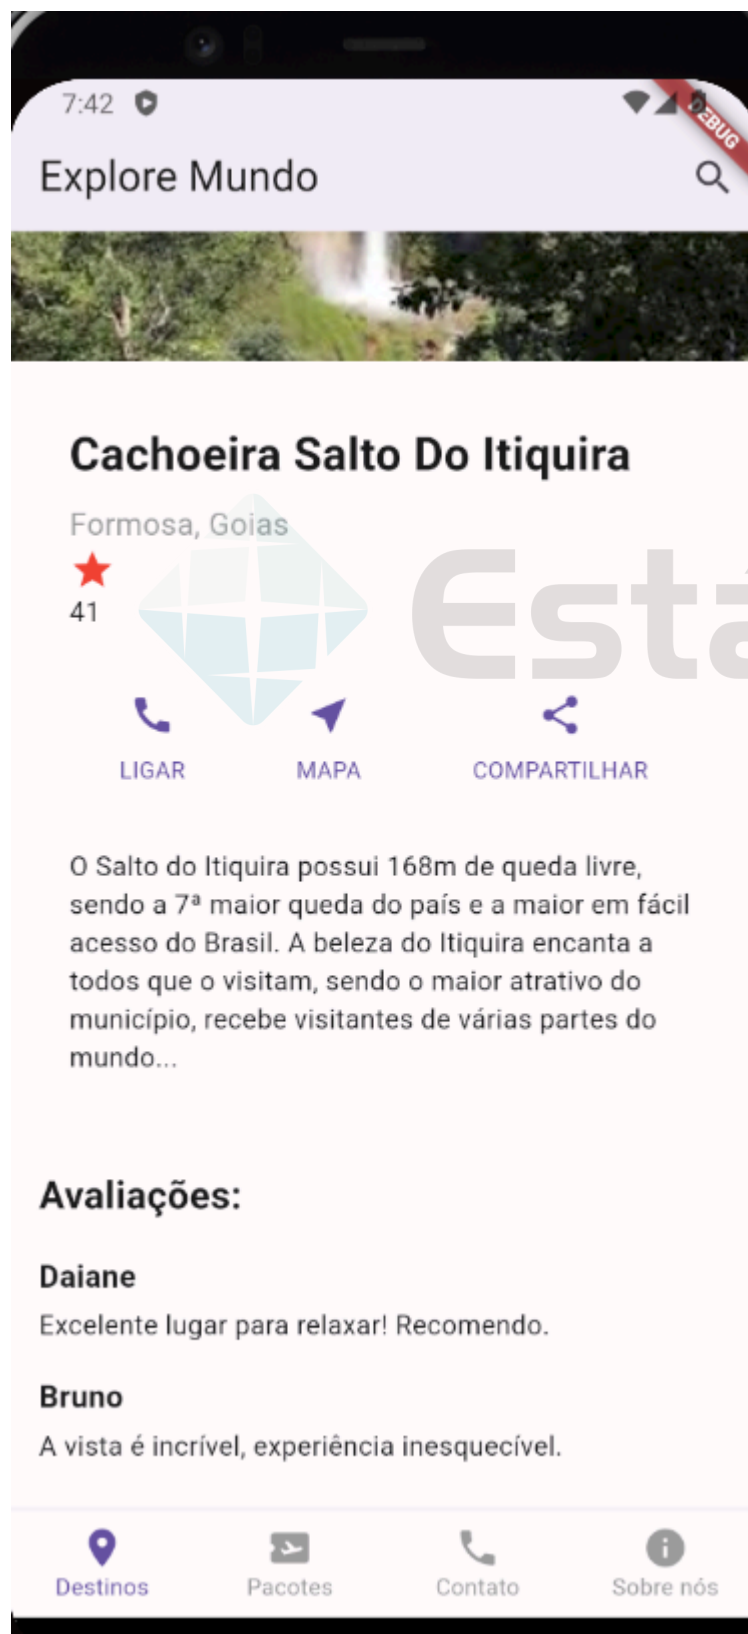 7:42
DEBUG
Explore Mundo
Cachoeira Salto Do Itiquira
Formosa, Goias
41
Está
LIGAR
MAPA
COMPARTILHAR
O Salto do Itiquira possui 168m de queda livre,
sendo a 7ª maior queda do país e a maior em fácil
acesso do Brasil. A beleza do Itiquira encanta a
todos que o visitam, sendo o maior atrativo do
município, recebe visitantes de várias partes do
mundo...
Avaliações:
Daiane
Excelente lugar para relaxar! Recomendo.
Bruno
A vista é incrível, experiência inesquecível.
Destinos
Pacotes
Contato
Sobre nós